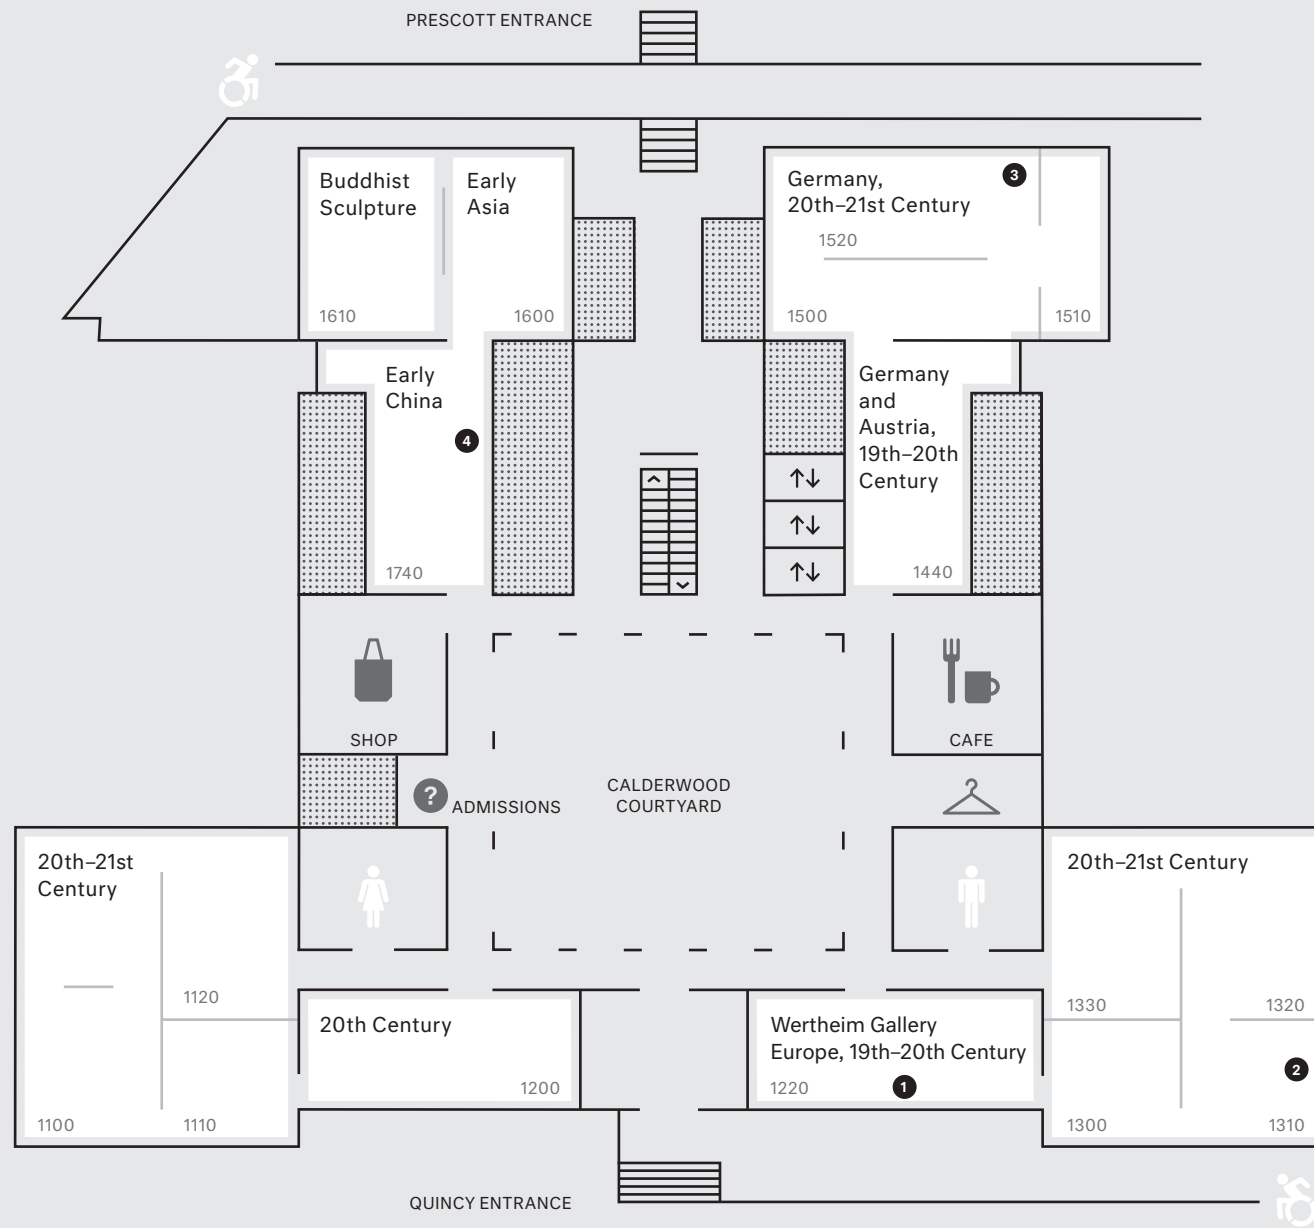 PRESCOTT ENTRANCE
Buddhist
Sculpture
1610
Early
Asia
1600
Germany,
20th–21st Century
3
1520
1500
1510
Early
China
4
1740
Germany
and
Austria,
19th–20th
Century
1440
SHOP
CAFE
?
ADMISSIONS
CALDERWOOD
COURTYARD
20th–21st
Century
1120
1100
1110
20th Century
1200
Wertheim Gallery
Europe, 19th–20th Century
1220
1
20th–21st Century
1330
1320
2
1300
1310
QUINCY ENTRANCE